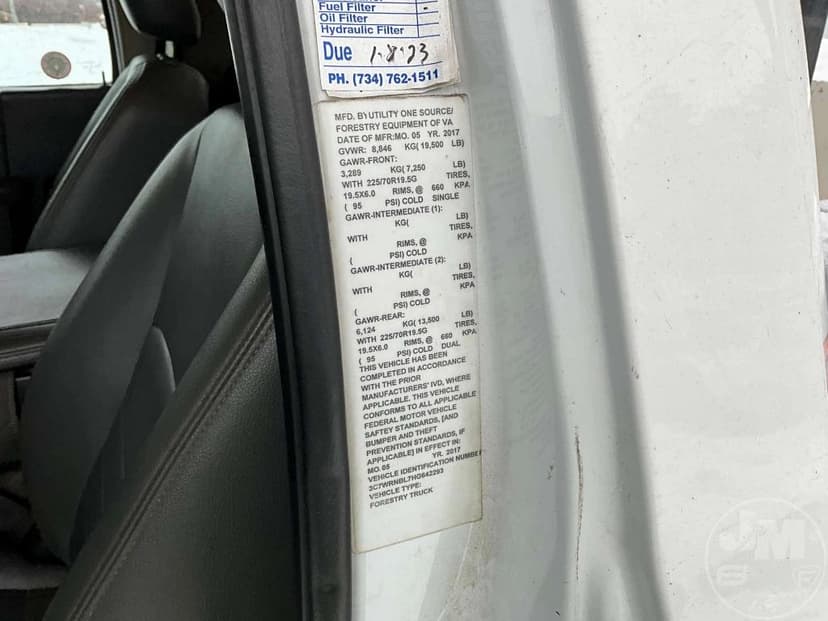 Fuel Filter -
Oil Filter
Hydraulic Filter
Due 1-8-23
PH. (734) 762-1511
MFD. BY UTILITY ONE SOURCE/
FORESTRY EQUIPMENT OF VA
DATE OF MFR:MO. 05 YR. 2017
GVWR: 8,846 KG( 19,500 LB)
GAWR-FRONT:
3,289 KG( 7,250 LB)
WITH 225/70R19.5G TIRES,
19.5X6.0 RIMS, @ 660 KPA
( 95 PSI) COLD SINGLE
GAWR-INTERMEDIATE (1):
KG( LB)
WITH TIRES,
RIMS, @ KPA
( PSI) COLD
GAWR-INTERMEDIATE (2):
KG( LB)
WITH TIRES,
RIMS, @ KPA
( PSI) COLD
GAWR-REAR:
6,124 KG( 13,500 LB)
WITH 225/70R19.5G TIRES,
19.5X6.0 RIMS, @ 660 KPA
( 95 PSI) COLD DUAL
THIS VEHICLE HAS BEEN
COMPLETED IN ACCORDANCE
WITH THE PRIOR
MANUFACTURERS' IVD, WHERE
APPLICABLE. THIS VEHICLE
CONFORMS TO ALL APPLICABLE
FEDERAL MOTOR VEHICLE
SAFTEY STANDARDS, [AND
BUMPER AND THEFT
PREVENTION STANDARDS, IF
APPLICABLE] IN EFFECT IN:
MO. 05 YR. 2017
VEHICLE IDENTIFICATION NUMBER
3C7WRNBL7HG642293
VEHICLE TYPE:
FORESTRY TRUCK
JM